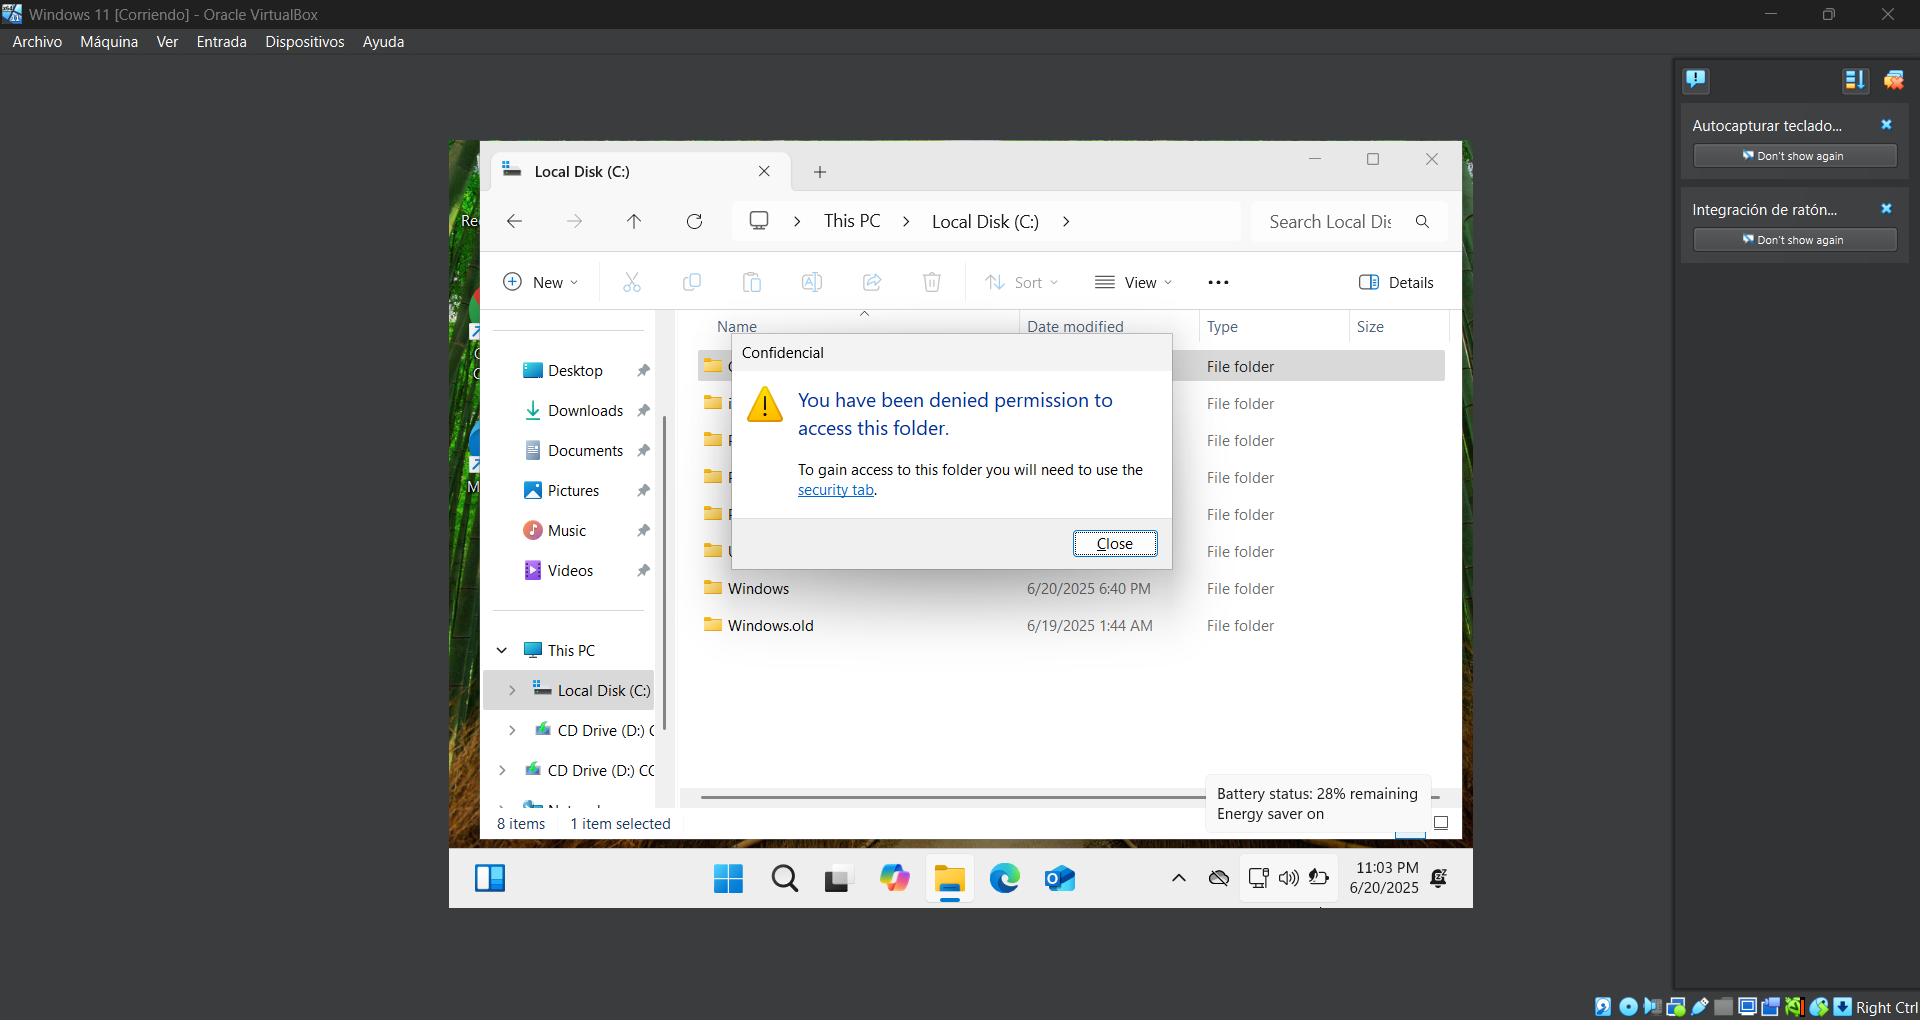 Windows 11 [Corriendo] - Oracle VirtualBox
Archivo Máquina Ver Entrada Dispositivos Ayuda
Autocapturar teclado...
Don't show again
Integración de ratón...
Don't show again
Local Disk (C:)
This PC > Local Disk (C:) >
Search Local Dis
New
Sort
View
Details
Name
Date modified
Type
Size
Desktop
Downloads
Documents
Pictures
Music
Videos
This PC
Local Disk (C:)
CD Drive (D:) C
CD Drive (D:) CC
Confidencial
You have been denied permission to
access this folder.
To gain access to this folder you will need to use the
security tab.
Close
File folder
File folder
File folder
File folder
File folder
File folder
Windows 6/20/2025 6:40 PM File folder
Windows.old 6/19/2025 1:44 AM File folder
Battery status: 28% remaining
Energy saver on
8 items 1 item selected
11:03 PM
6/20/2025
Right Ctrl